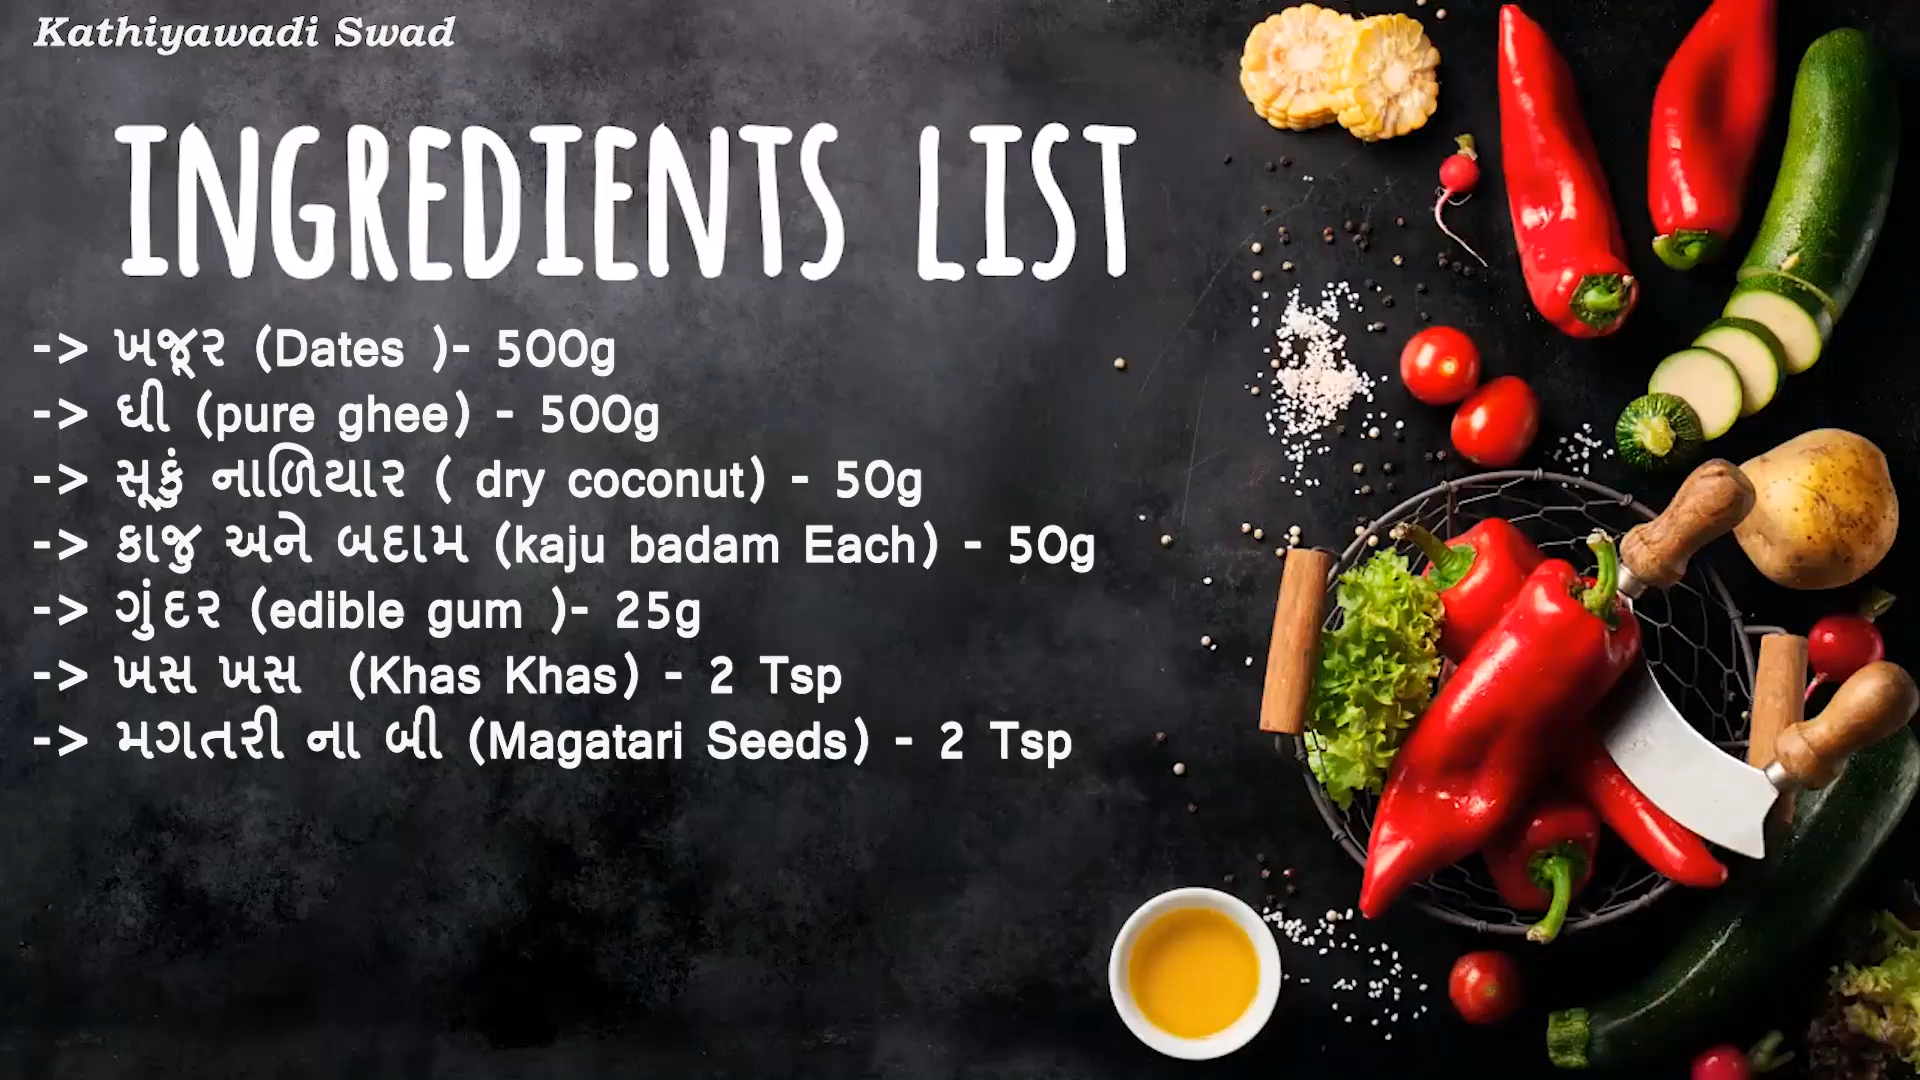 Kathiyawadi Swad
INGREDIENTS LIST
-> ખજૂર (Dates )- 500g
-> ઘી (pure ghee) - 500g
-> સૂકું નાળિયાર ( dry coconut) - 50g
-> કાજુ અને બદામ (kaju badam Each) - 50g
-> ગુંદર (edible gum )- 25g
-> ખસ ખસ (Khas Khas) - 2 Tsp
-> મગતરી ના બી (Magatari Seeds) - 2 Tsp